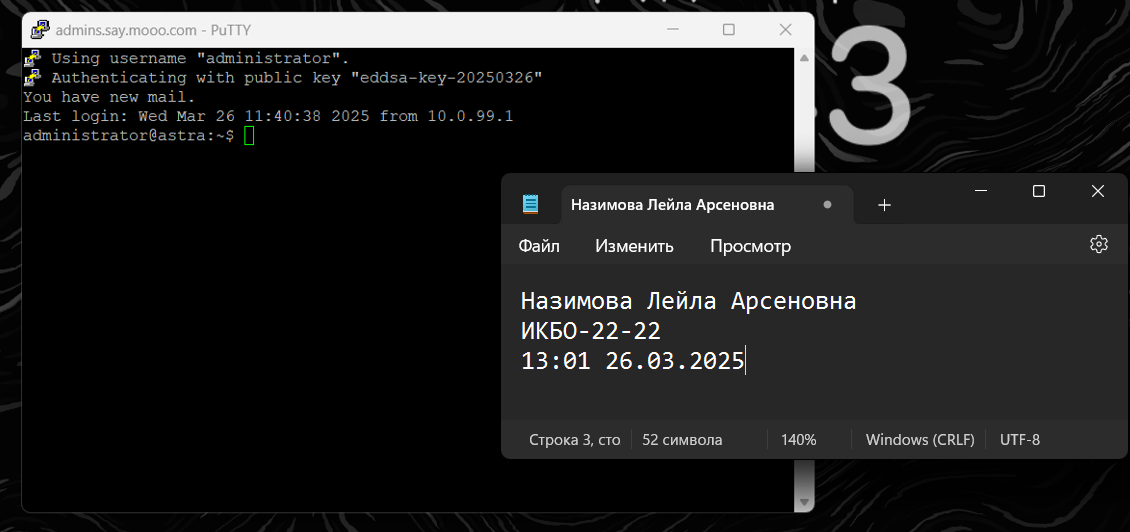 admins.say.mooo.com - PuTTY
Using username "administrator".
Authenticating with public key "eddsa-key-20250326"
You have new mail.
Last login: Wed Mar 26 11:40:38 2025 from 10.0.99.1
administrator@astra:~$
3
Назимова Лейла Арсеновна
Файл Изменить Просмотр
Назимова Лейла Арсеновна
ИКБО-22-22
13:01 26.03.2025
Строка 3, сто 52 символа 140% Windows (CRLF) UTF-8